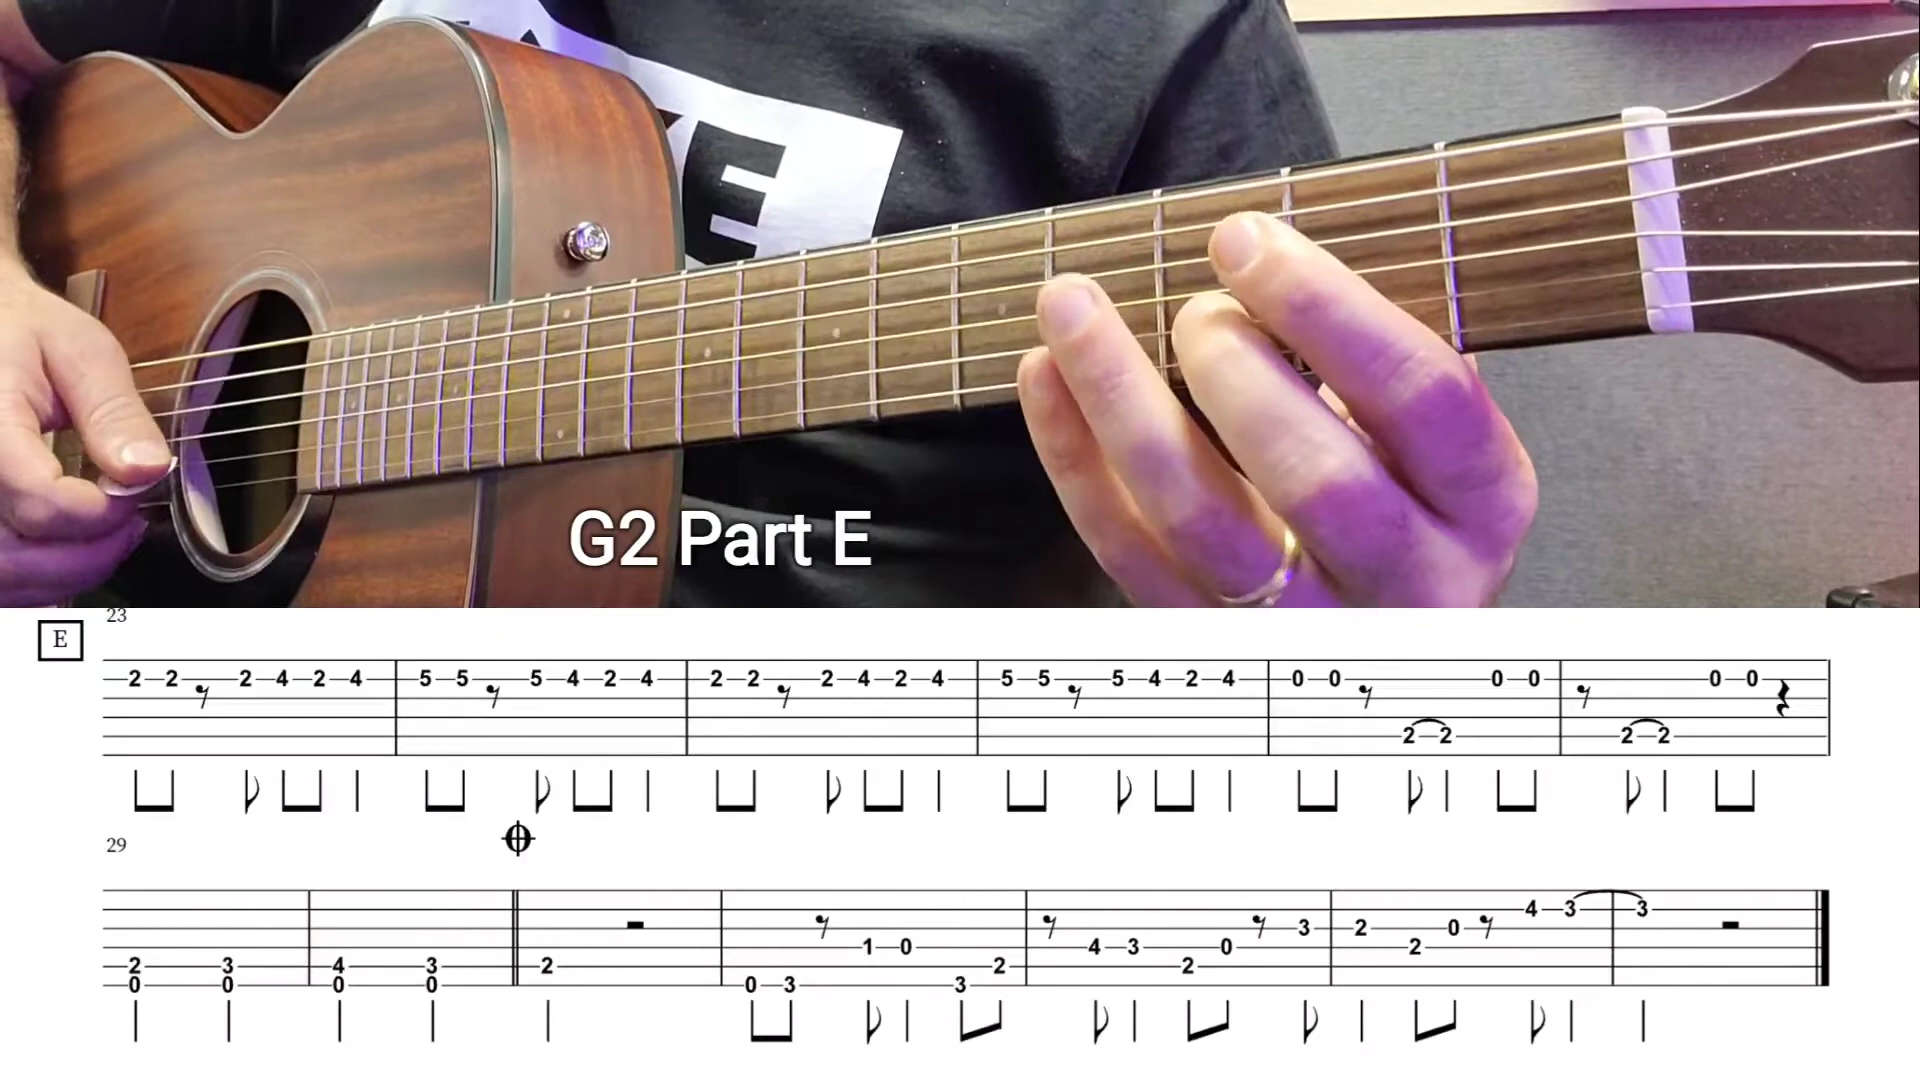 E
G2 Part E
23
E
2 2 2 4 2 4 5 5 5 4 2 4 2 2 2 4 2 4 5 5 5 4 2 4 0 0 0 0 0 0
2 2 2 2
29
4 3 3
3 2 0
1 0 4 3 0 2
2 3 4 3 2 2 2
0 0 0 0 0 3 3